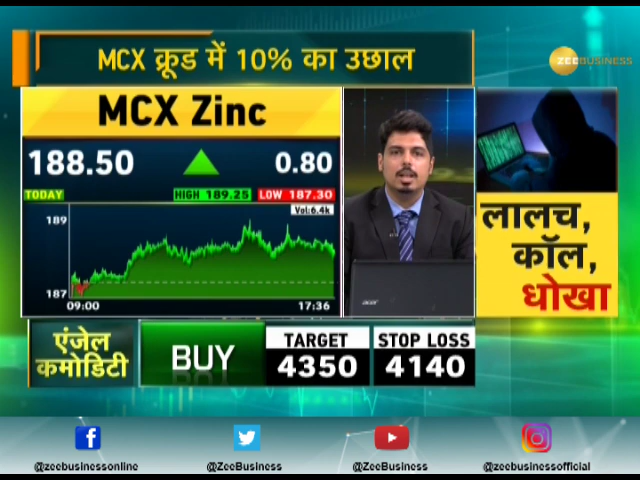 MCX क्रूड में 10% का उछाल
ZEEBUSINESS
MCX Zinc
188.50 0.80
TODAY HIGH 189.25 LOW 187.30
Vol:6.4k
189
187
09:00 17:36
acer
लालच,
कॉल,
धोखा
एंजेल
कमोडिटी
BUY
TARGET
4350
STOP LOSS
4140
@zeebusinessonline @ZeeBusiness @ZeeBusiness @zeebusinessofficial